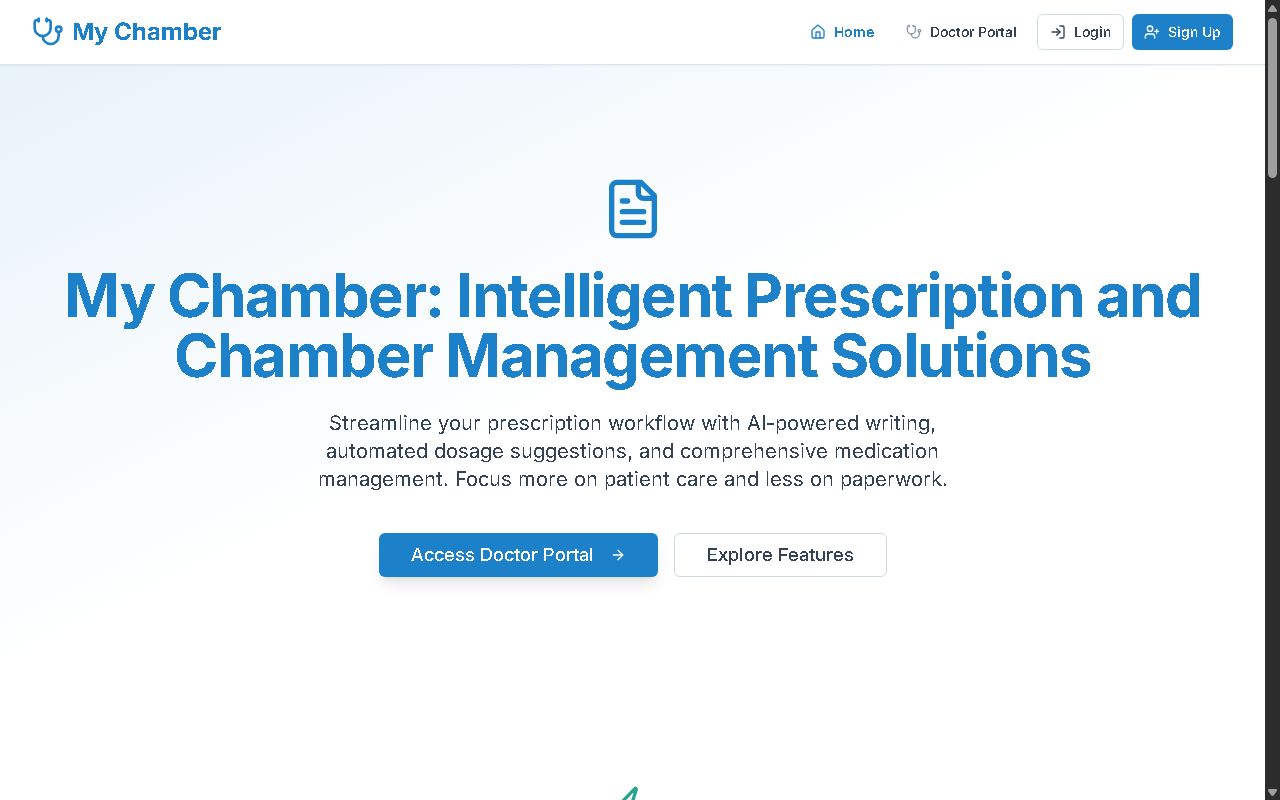 My Chamber
Home
Doctor Portal
Login
Sign Up
My Chamber: Intelligent Prescription and
Chamber Management Solutions
Streamline your prescription workflow with AI-powered writing,
automated dosage suggestions, and comprehensive medication
management. Focus more on patient care and less on paperwork.
Access Doctor Portal
Explore Features